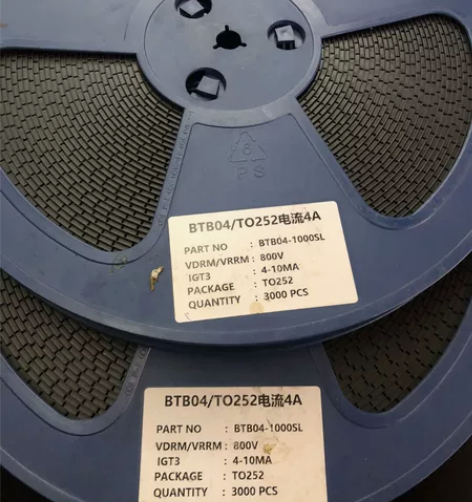 6
PS
BTB04/TO252电流4A
PART NO : BTB04-1000SL
VDRM/VRRM : 800V
IGT3 : 4-10MA
PACKAGE : TO252
QUANTITY : 3000 PCS
BTB04/TO252电流4A
PART NO : BTB04-1000SL
VDRM/VRRM : 800V
IGT3 : 4-10MA
PACKAGE : TO252
QUANTITY : 3000 PCS